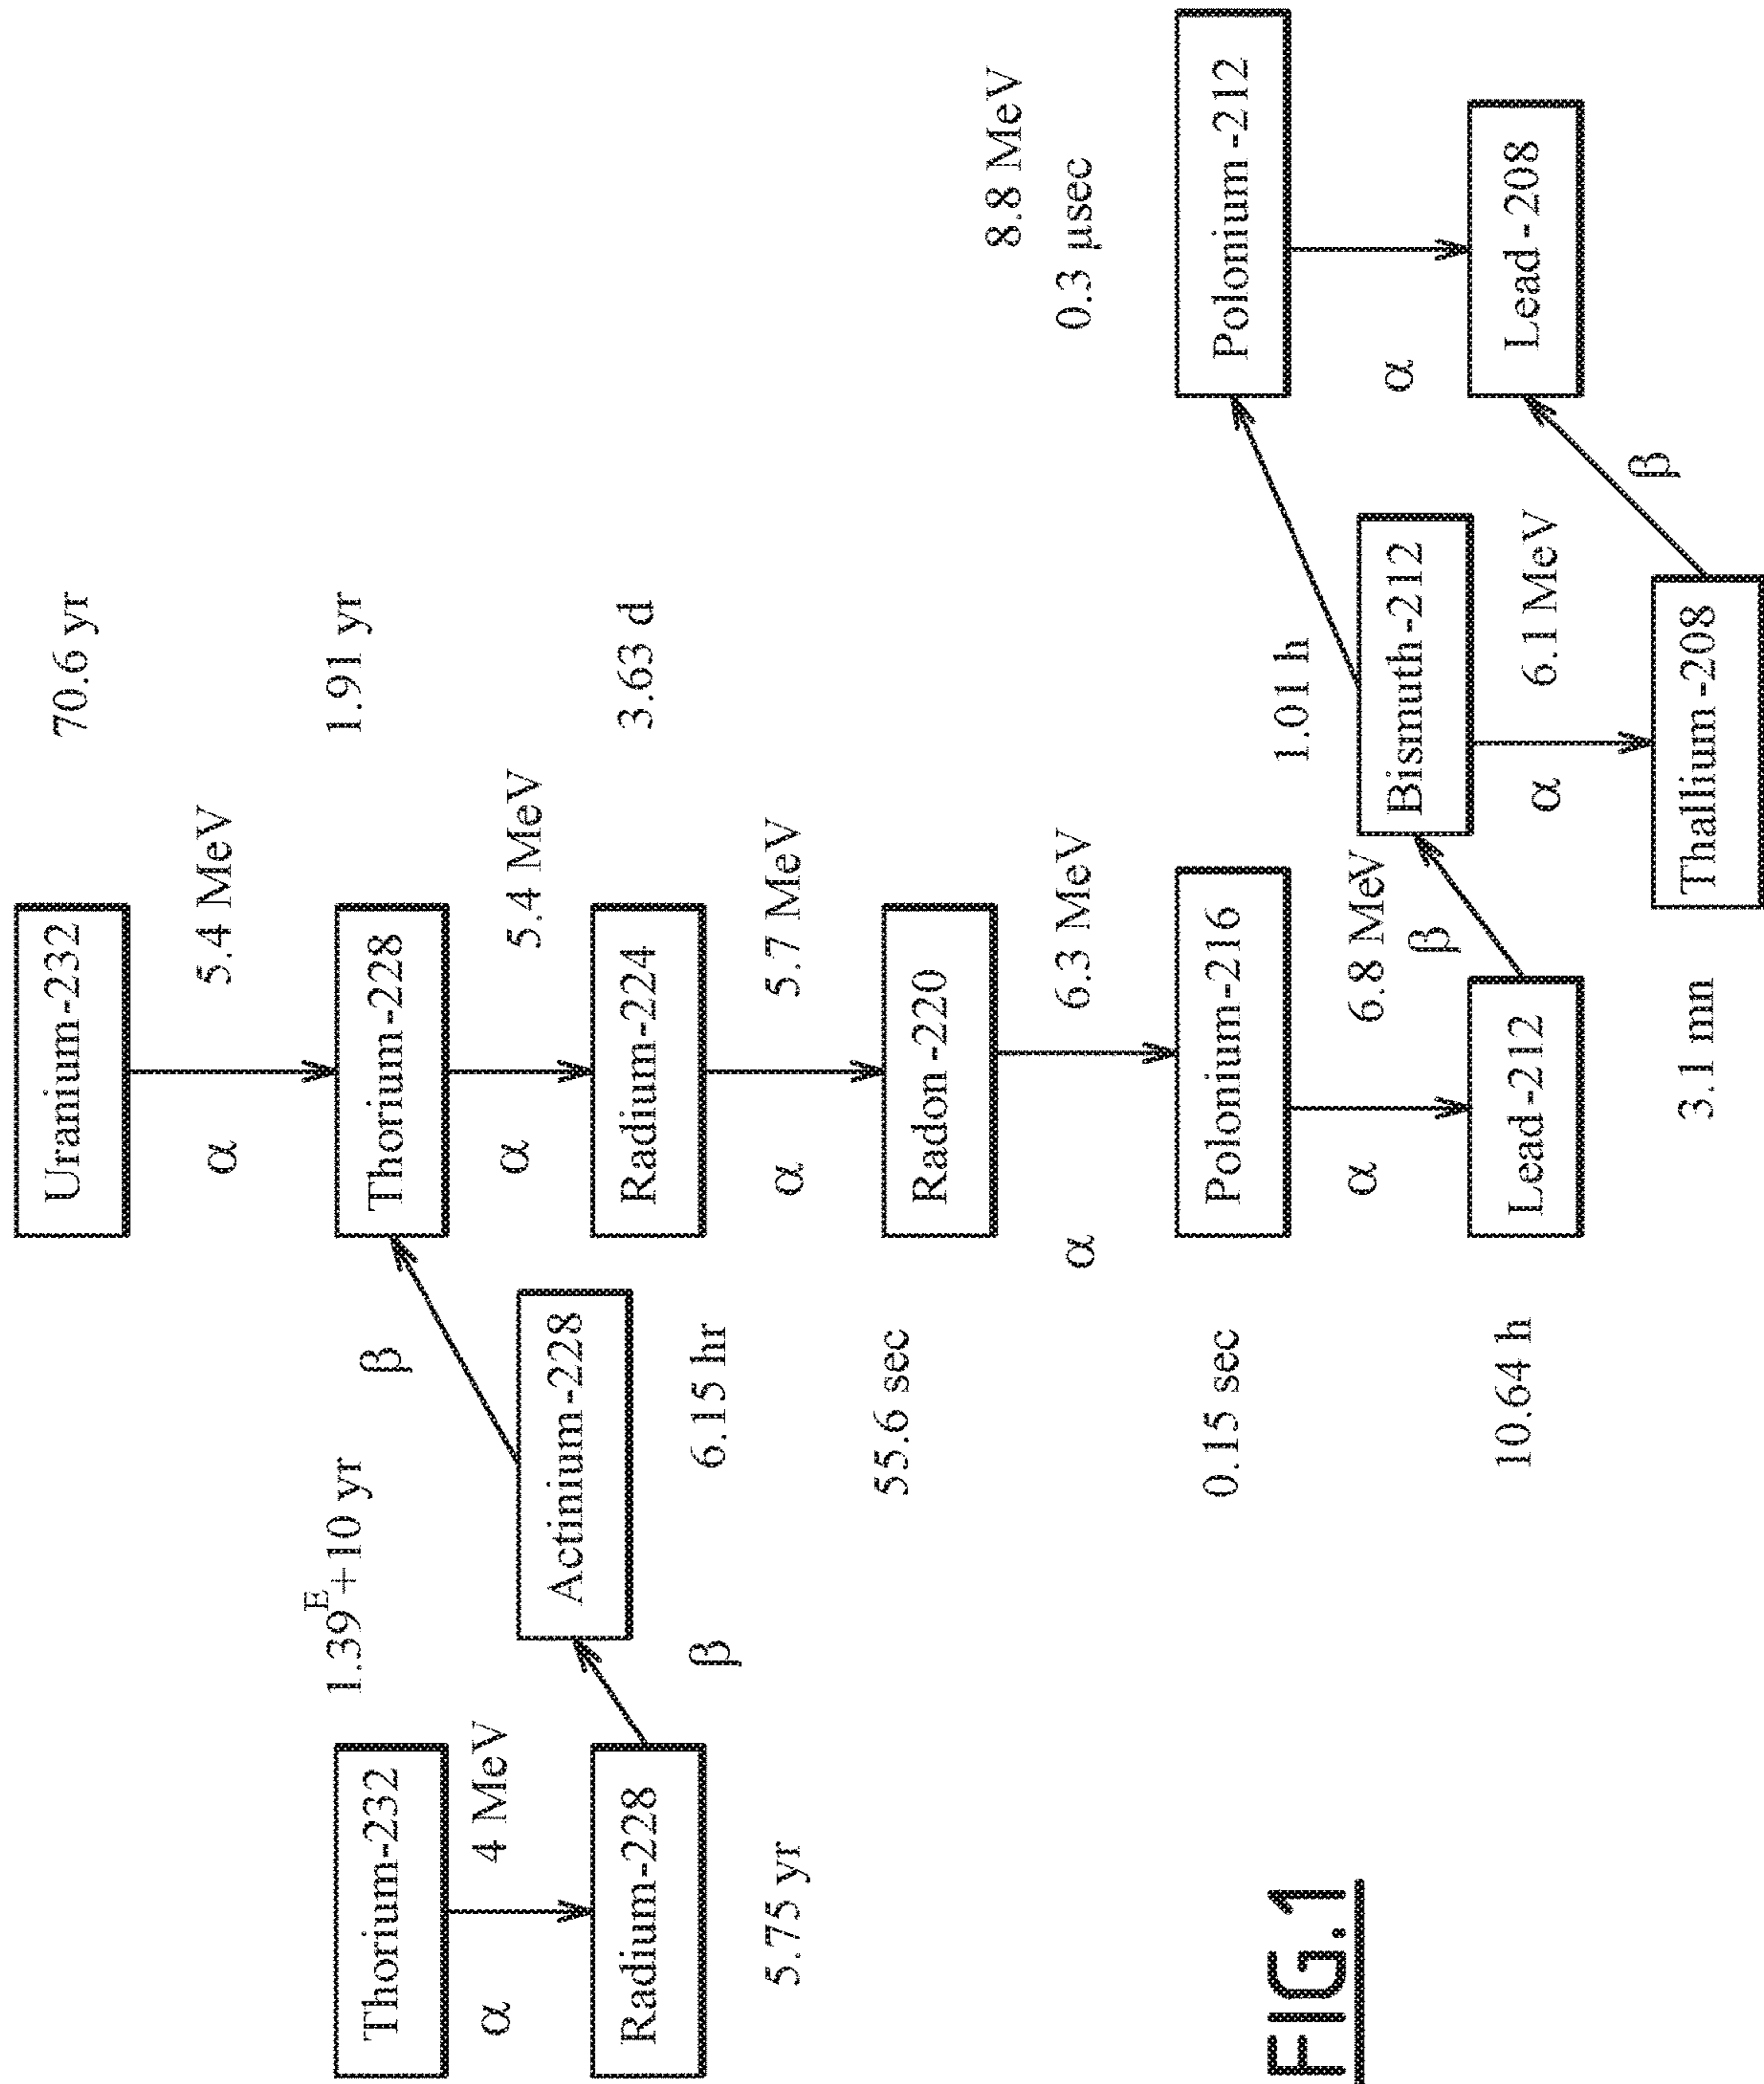 Uranium-232
70.6 yr
α
5.4 MeV
1.39E+10 yr
1.91 yr
Thorium-232
β
Thorium-228
α
4 MeV
α
5.4 MeV
Actinium-228
Radium-228
Radium-224
3.63 d
β
6.15 hr
5.75 yr
α
5.7 MeV
55.6 sec
Radon -220
8.8 MeV
α
6.3 MeV
0.3 μsec
0.15 sec
Polonium-216
Polonium -212
1.01 h
FIG.1
α
6.8 MeV
Bismuth-212
α
β
10.64 h
Lead -212
α
6.1 MeV
Lead -208
β
3.1 mn
Thallium -208